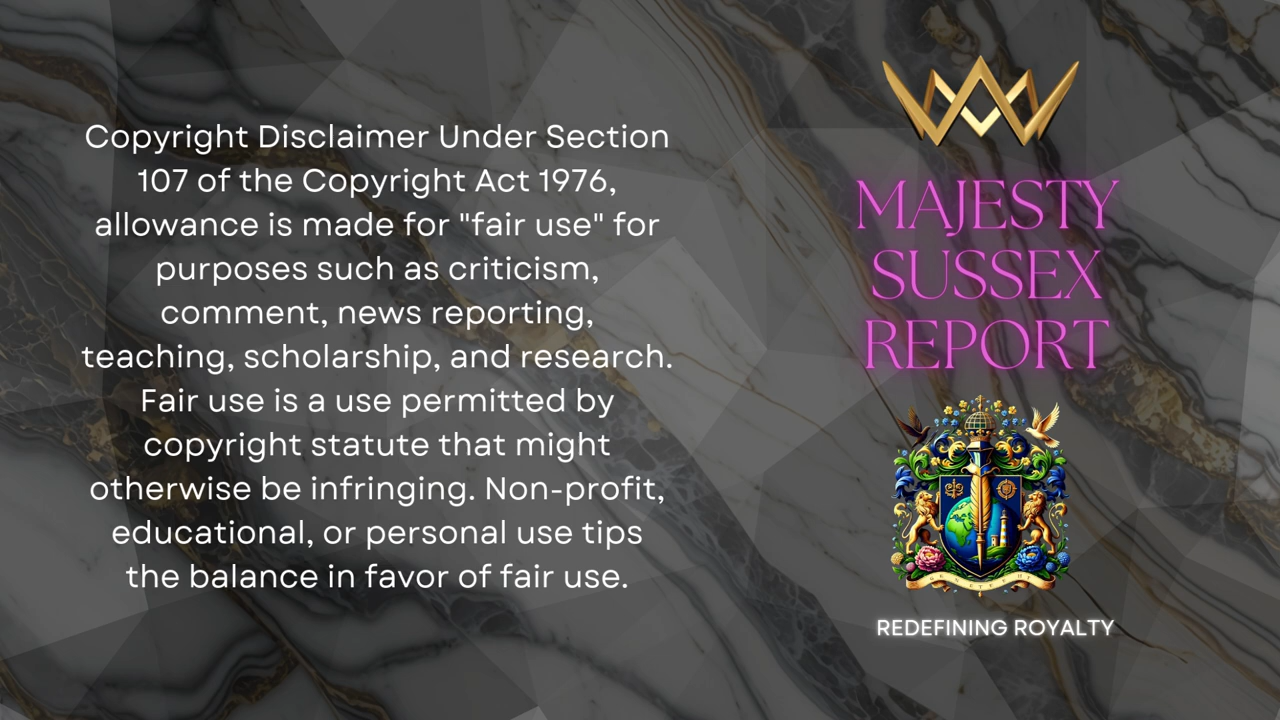 Copyright Disclaimer Under Section
107 of the Copyright Act 1976,
allowance is made for "fair use" for
purposes such as criticism,
comment, news reporting,
teaching, scholarship, and research.
Fair use is a use permitted by
copyright statute that might
otherwise be infringing. Non-profit,
educational, or personal use tips
the balance in favor of fair use.
MAJESTY
SUSSEX
REPORT
REDEFINING ROYALTY